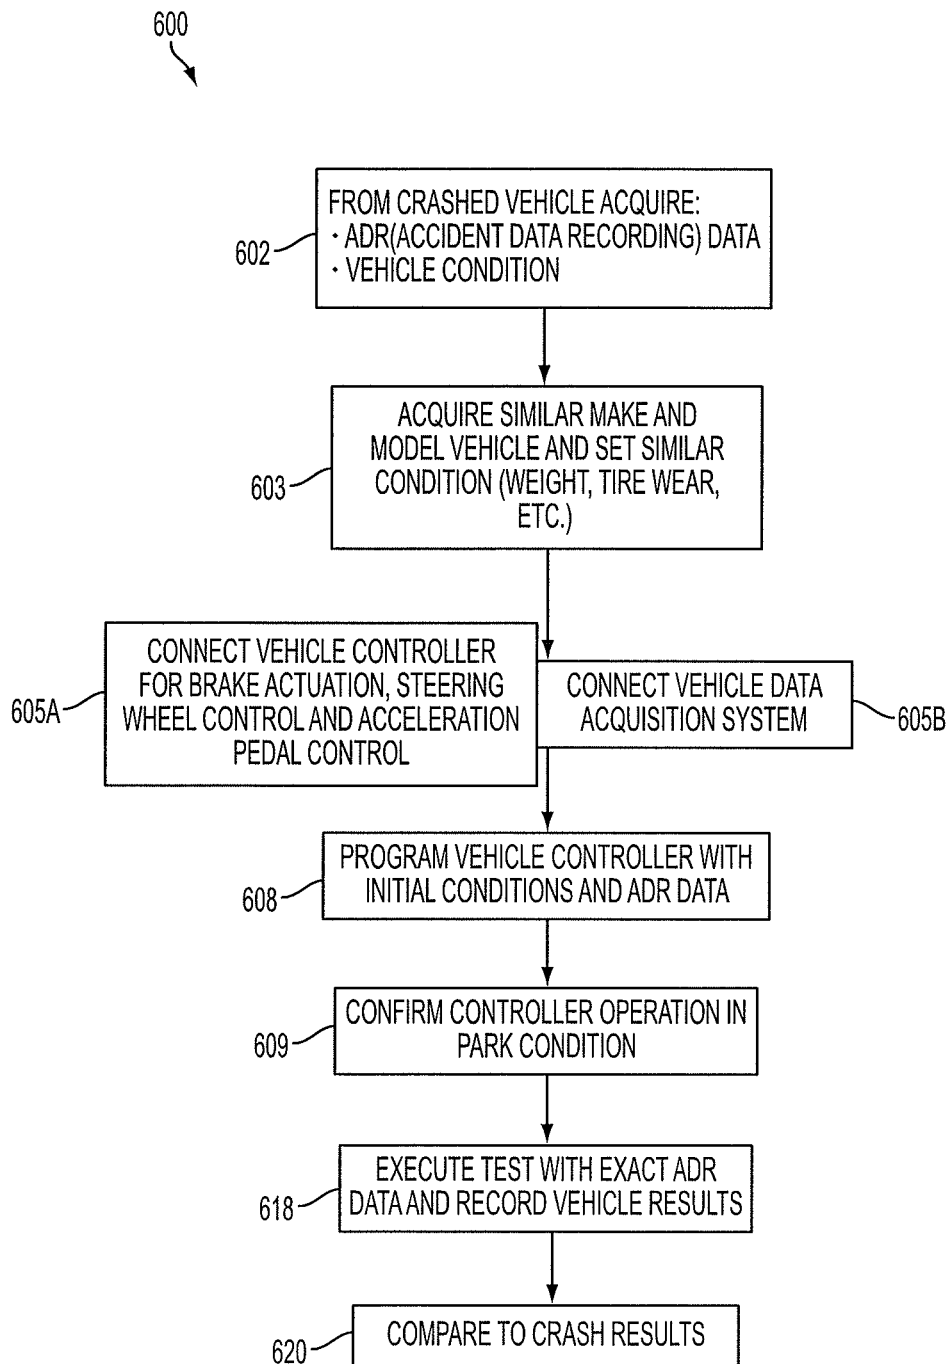 600
FROM CRASHED VEHICLE ACQUIRE:
· ADR(ACCIDENT DATA RECORDING) DATA
· VEHICLE CONDITION
602
ACQUIRE SIMILAR MAKE AND
MODEL VEHICLE AND SET SIMILAR
CONDITION (WEIGHT, TIRE WEAR,
ETC.)
603
CONNECT VEHICLE CONTROLLER
FOR BRAKE ACTUATION, STEERING
WHEEL CONTROL AND ACCELERATION
PEDAL CONTROL
605A
CONNECT VEHICLE DATA
ACQUISITION SYSTEM
605B
PROGRAM VEHICLE CONTROLLER WITH
INITIAL CONDITIONS AND ADR DATA
608
CONFIRM CONTROLLER OPERATION IN
PARK CONDITION
609
EXECUTE TEST WITH EXACT ADR
DATA AND RECORD VEHICLE RESULTS
618
COMPARE TO CRASH RESULTS
620